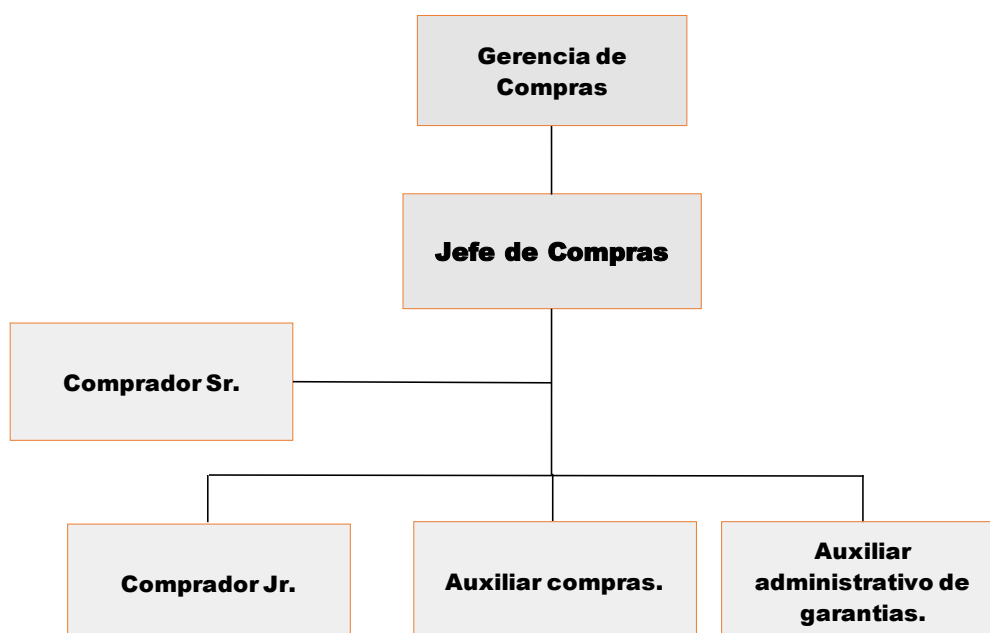 Gerencia de
Compras
Jefe de Compras
Comprador Sr.
Comprador Jr.
Auxiliar compras.
Auxiliar
administrativo de
garantias.